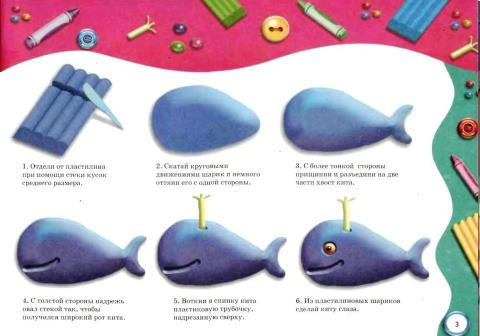 1. Отдели от пластилина
при помощи стеки кусок
среднего размера.
2. Скатай круговыми
движениями шарик и немного
оттяни его с одной стороны.
3. С более тонкой стороны
прищипни и разъедини на две
части хвост кита.
4. С толстой стороны надрежь
овал стекой так, чтобы
получился широкий рот кита.
5. Воткни в спинку кита
пластиковую трубочку,
надрезанную сверху.
6. Из пластилиновых шариков
сделай киту глаза.
3